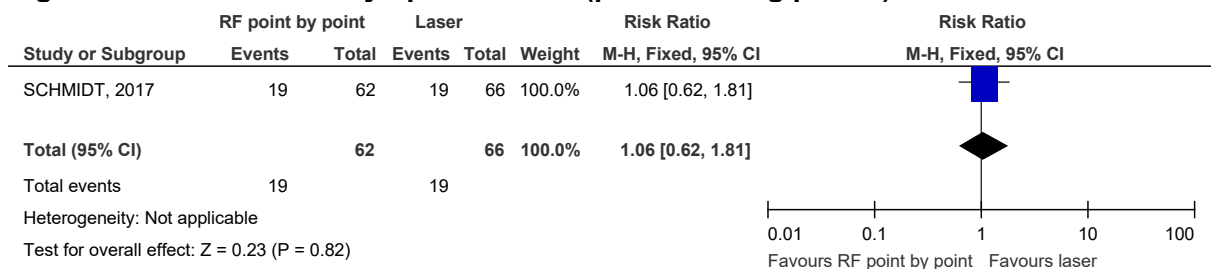 RF point by point Laser Risk Ratio Risk Ratio
Study or Subgroup Events Total Events Total Weight M-H, Fixed, 95% CI M-H, Fixed, 95% CI
SCHMIDT, 2017 19 62 19 66 100.0% 1.06 [0.62, 1.81]
Total (95% CI) 62 66 100.0% 1.06 [0.62, 1.81]
Total events 19 19
Heterogeneity: Not applicable
Test for overall effect: Z = 0.23 (P = 0.82)
0.01 0.1 1 10 100
Favours RF point by point Favours laser